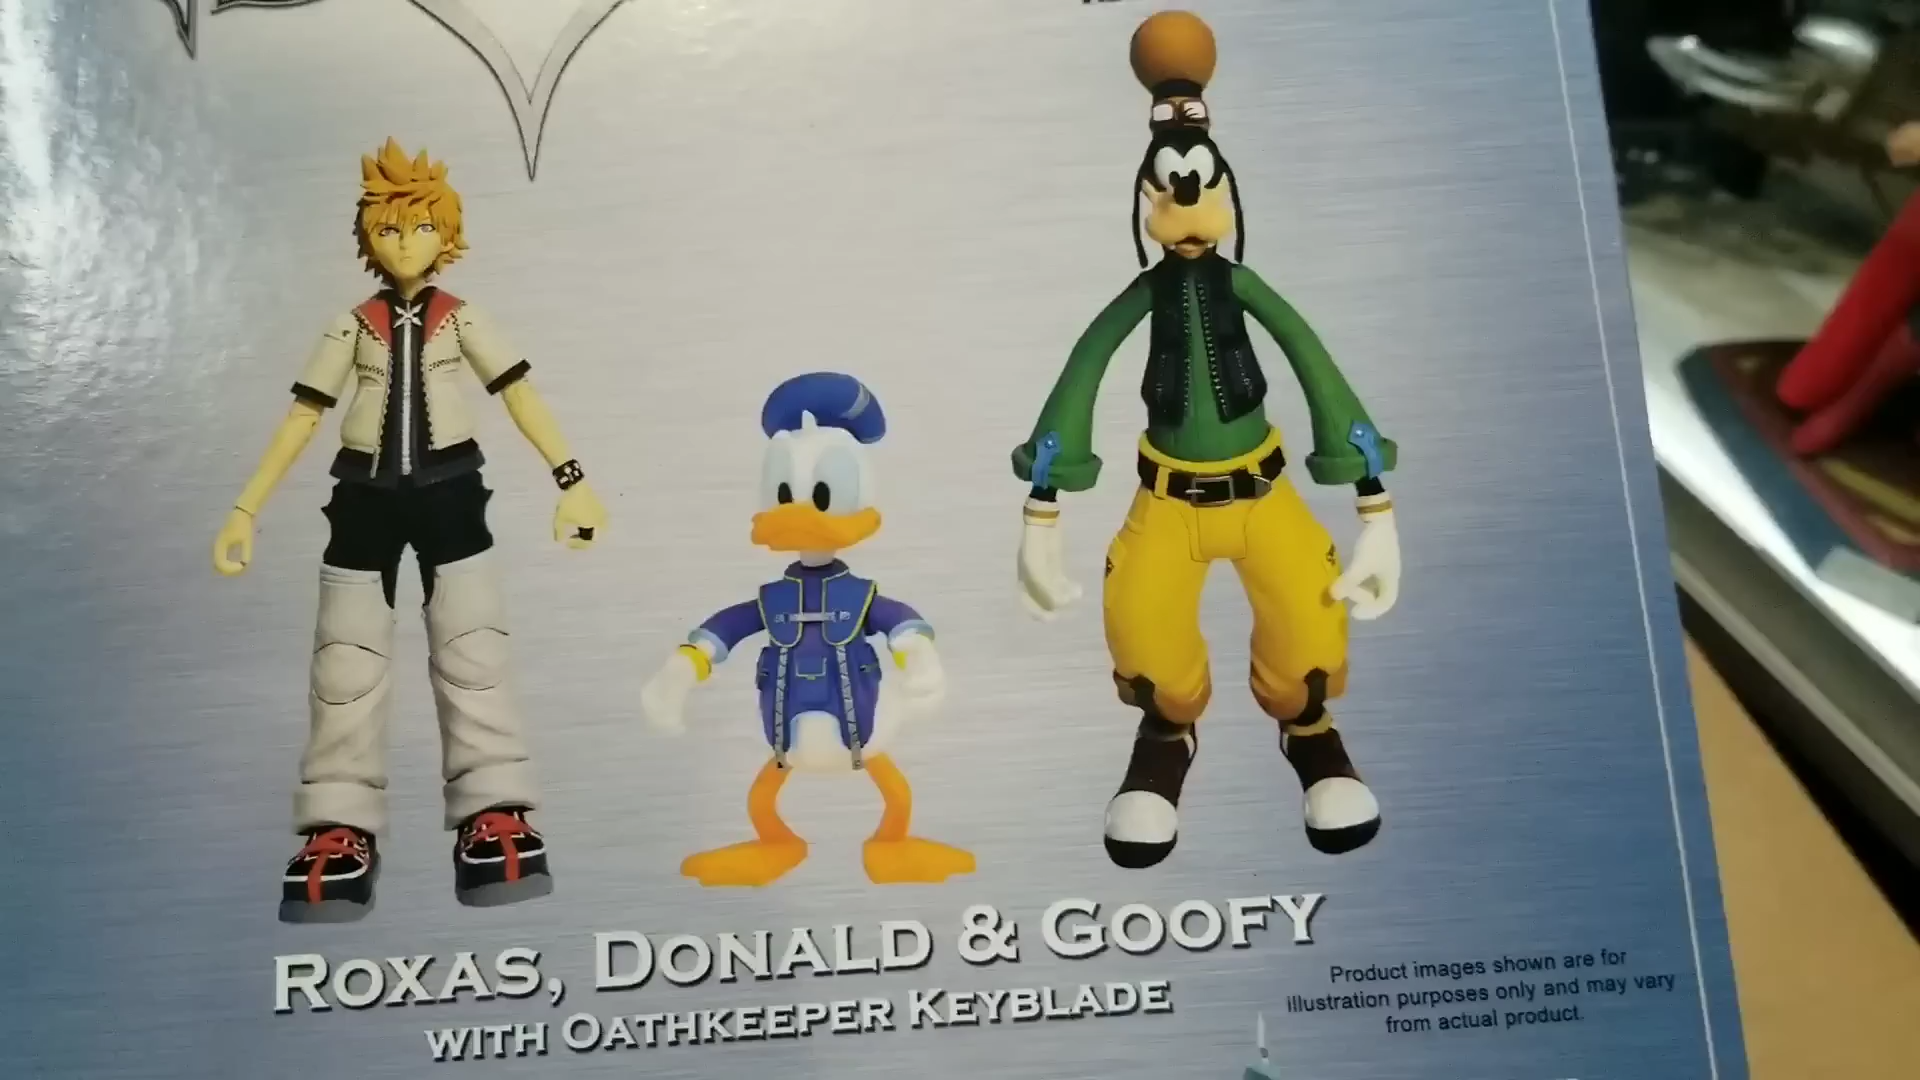 ROXAS, DONALD & GOOFY
WITH OATHKEEPER KEYBLADE
Product images shown are for
illustration purposes only and may vary
from actual product.